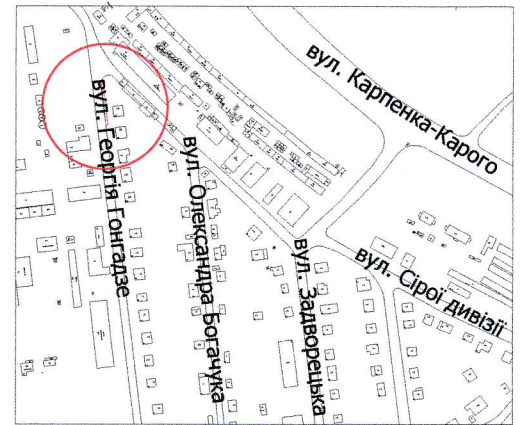 вул. Карпенка-Карого
вул. Георгія Гонгадзе
вул. Олександра Богачука
вул. Задворецька
вул. Сірої дивізії